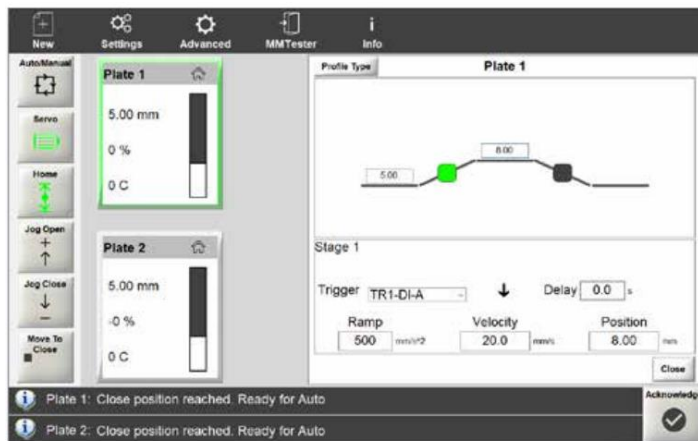 New
Settings
Advanced
MMTester
Info
Auto/Manual
Servo
Home
Jog Open
Jog Close
Move To
Close
Plate 1
5.00 mm
0 %
0 C
Plate 2
5.00 mm
-0 %
0 C
Profile Type
Plate 1
5.00
8.00
Stage 1
Trigger TR1-DI-A Delay 0.0 s
Ramp Velocity Position
500 mm/s^2 20.0 mm/s 8.00 mm
Close
Plate 1: Close position reached. Ready for Auto
Plate 2: Close position reached. Ready for Auto
Acknowledge